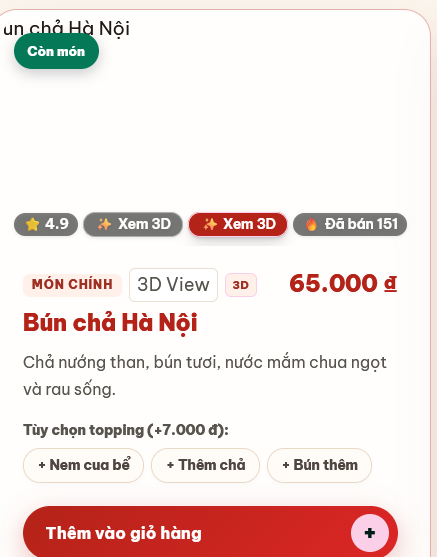 ún chả Hà Nội
Còn món
4.9 Xem 3D Xem 3D Đã bán 151
MÓN CHÍNH 3D View 3D 65.000 đ
Bún chả Hà Nội
Chả nướng than, bún tươi, nước mắm chua ngọt
và rau sống.
Tùy chọn topping (+7.000 đ):
+ Nem cua bể + Thêm chả + Bún thêm
Thêm vào giỏ hàng +